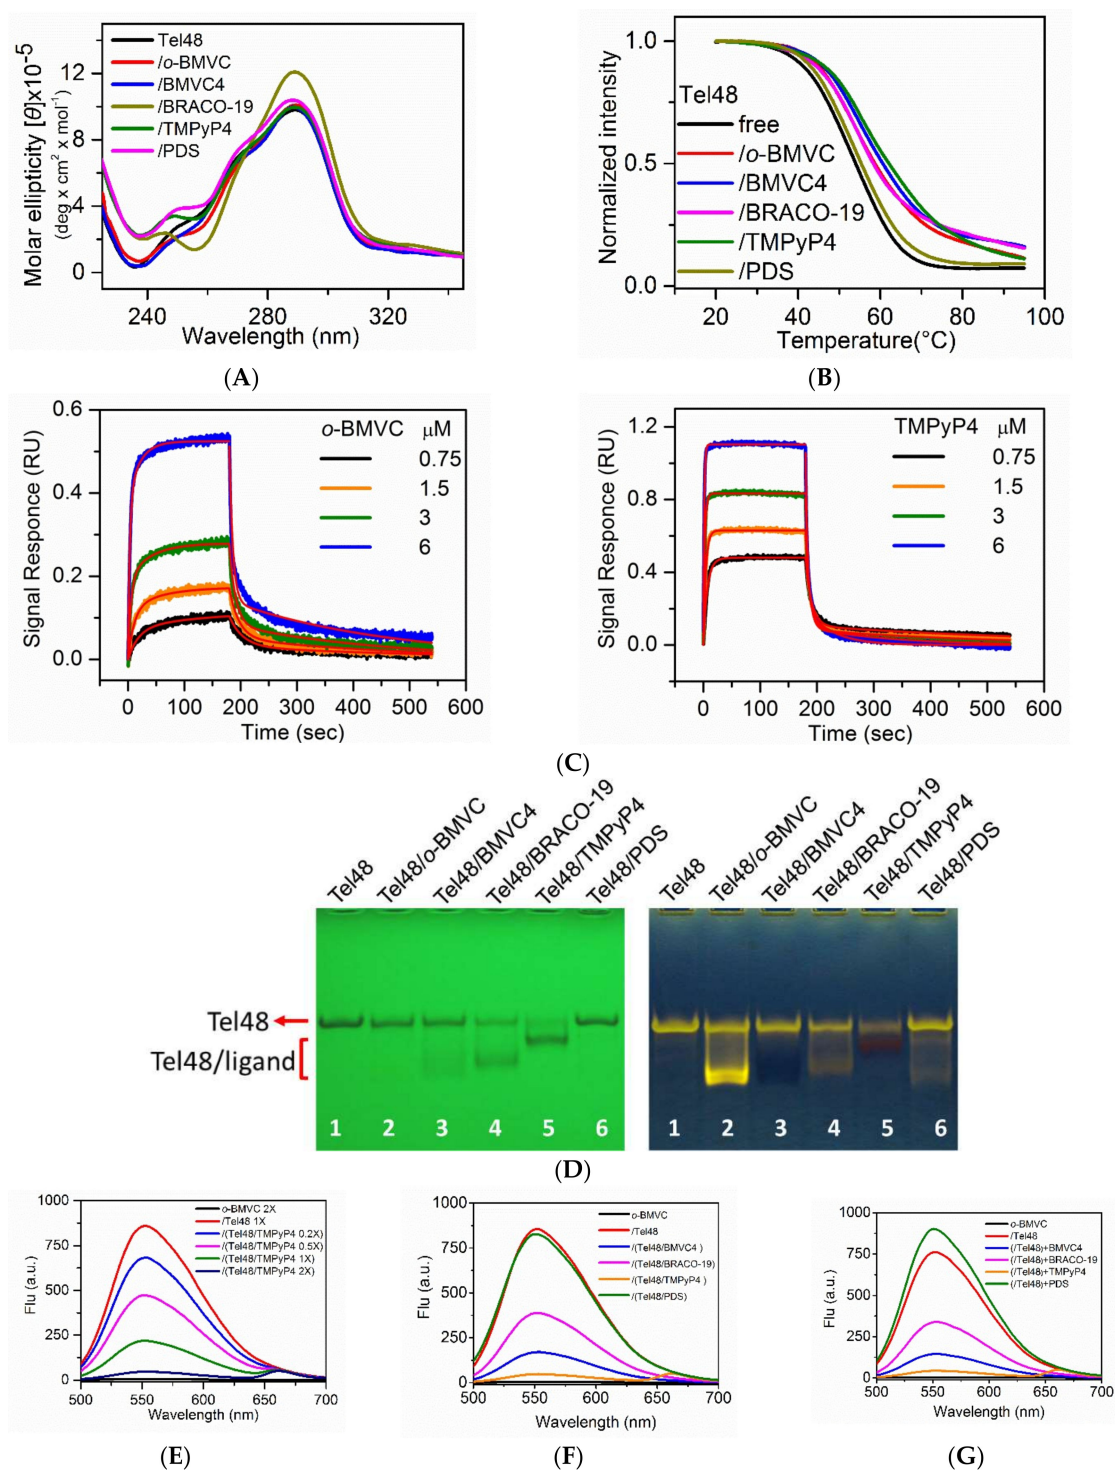 Molar ellipticity [θ]x10⁻⁵
(deg x cm² x mol⁻¹)
12
8
4
0
Tel48
/o-BMVC
/BMVC4
/BRACO-19
/TMPyP4
/PDS
240 280 320
Wavelength (nm)
(A)
Normalized intensity
1.0
0.5
0.0
Tel48
free
/o-BMVC
/BMVC4
/BRACO-19
/TMPyP4
/PDS
20 40 60 80 100
Temperature(°C)
(B)
Signal Responce (RU)
0.6
0.4
0.2
0.0
o-BMVC μM
0.75
1.5
3
6
0 100 200 300 400 500 600
Time (sec)
Signal Responce (RU)
1.2
0.8
0.4
0.0
TMPyP4 μM
0.75
1.5
3
6
0 100 200 300 400 500 600
Time (sec)
(C)
Tel48
Tel48/o-BMVC
Tel48/BMVC4
Tel48/BRACO-19
Tel48/TMPyP4
Tel48/PDS
Tel48
Tel48/o-BMVC
Tel48/BMVC4
Tel48/BRACO-19
Tel48/TMPyP4
Tel48/PDS
Tel48
Tel48/ligand
1 2 3 4 5 6
1 2 3 4 5 6
(D)
Flu (a.u.)
1000
750
500
250
0
o-BMVC 2X
/Tel48 1X
/(Tel48/TMPyP4 0.2X)
/(Tel48/TMPyP4 0.5X)
/(Tel48/TMPyP4 1X)
/(Tel48/TMPyP4 2X)
500 550 600 650 700
Wavelength (nm)
(E)
Flu (a.u.)
1000
750
500
250
0
o-BMVC
/Tel48
/(Tel48/BMVC4 )
/(Tel48/BRACO-19)
/(Tel48/TMPyP4 )
/(Tel48/PDS)
500 550 600 650 700
Wavelength (nm)
(F)
Flu (a.u.)
1000
750
500
250
0
o-BMVC
/Tel48
(/Tel48)+BMVC4
(/Tel48)+BRACO-19
(/Tel48)+TMPyP4
(/Tel48)+PDS
500 550 600 650 700
Wavelength (nm)
(G)